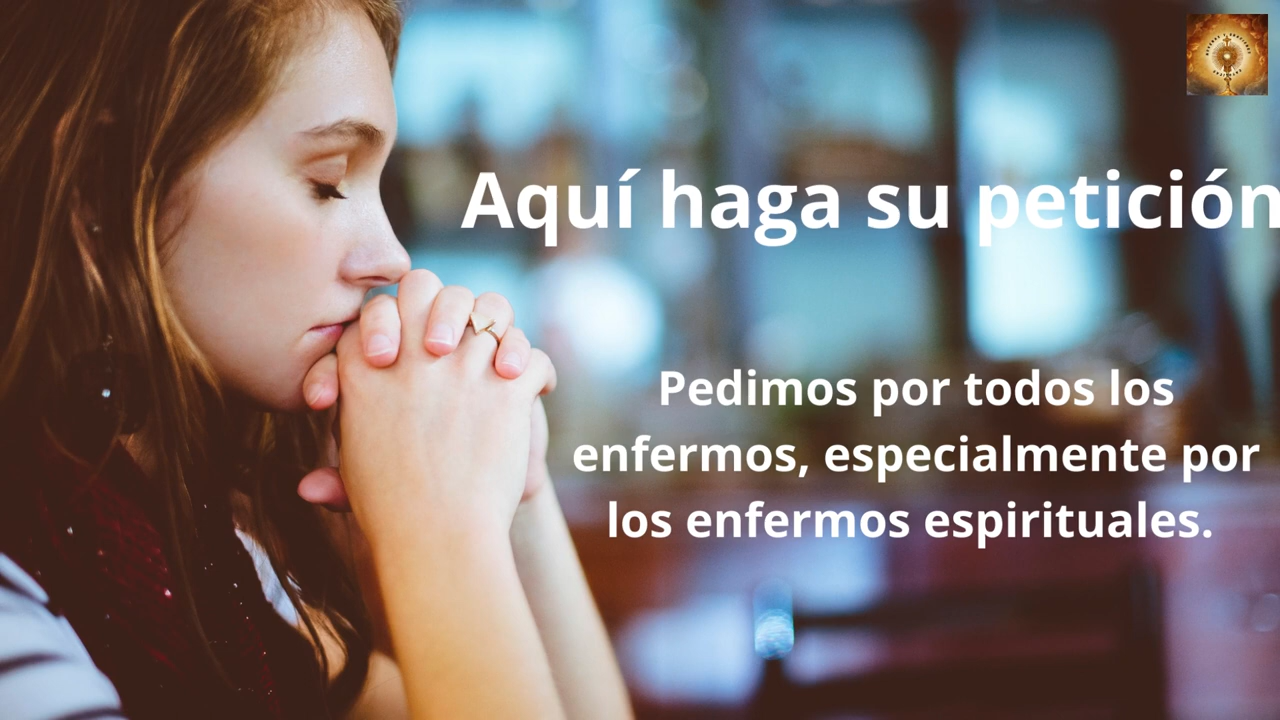 Aquí haga su petición
Pedimos por todos los
enfermos, especialmente por
los enfermos espirituales.